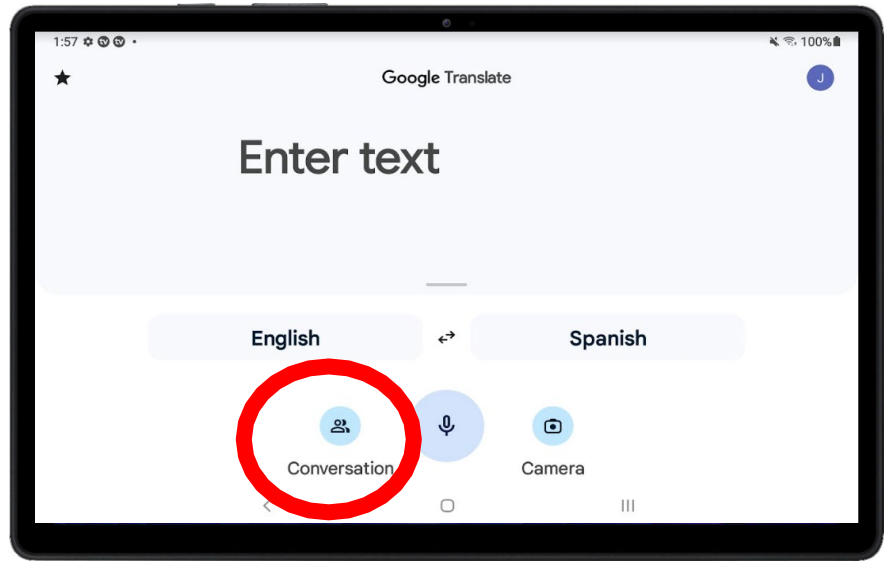 1:57
100%
Google Translate
J
Enter text
English
Spanish
Conversation
Camera